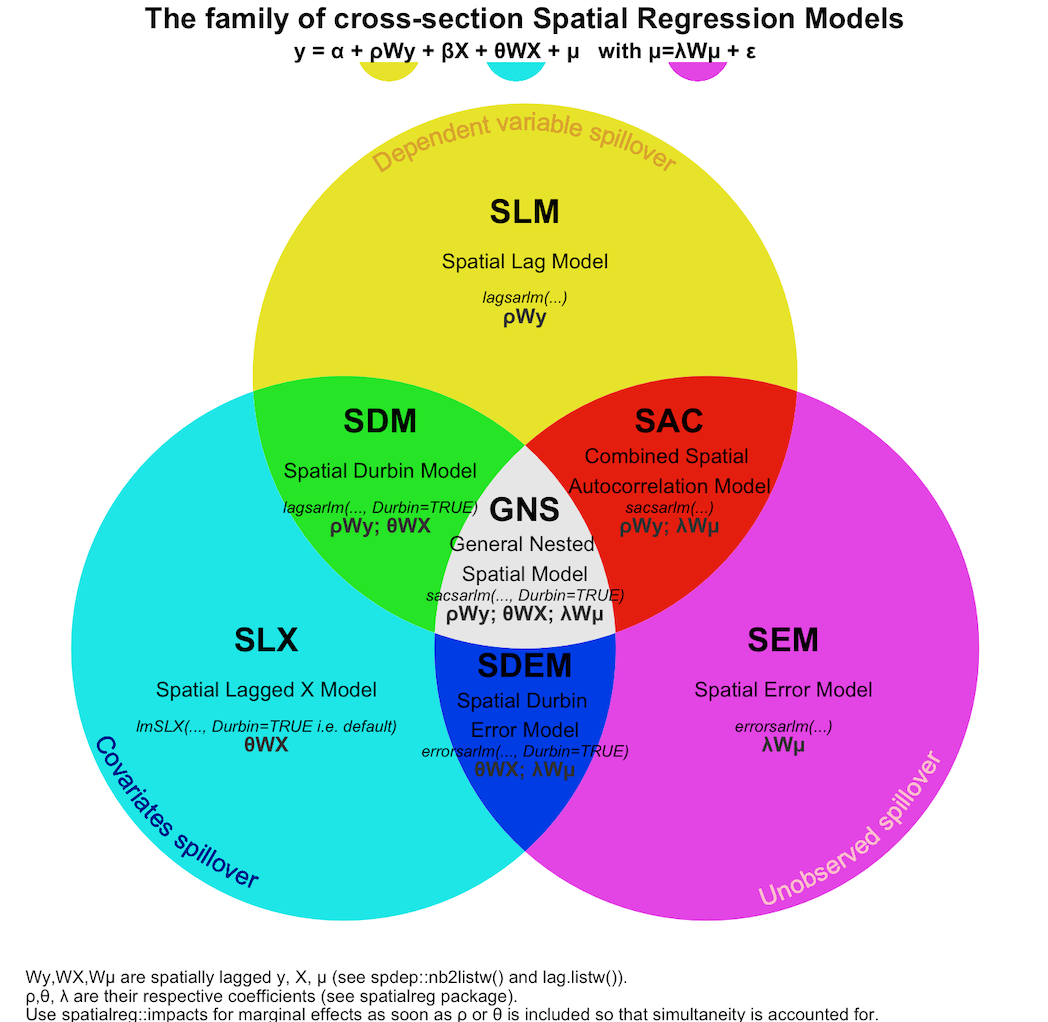 The family of cross-section Spatial Regression Models
y = α + ρWy + βX + θWX + μ with μ=λWμ + ε
Dependent variable spillover
SLM
Spatial Lag Model
lagsarlm(...)
ρWy
SDM
Spatial Durbin Model
lagsarlm(..., Durbin=TRUE)
ρWy; θWX
SAC
Combined Spatial
Autocorrelation Model
sacsarlm(...)
ρWy; λWμ
GNS
General Nested
Spatial Model
sacsarlm(..., Durbin=TRUE)
ρWy; θWX; λWμ
SLX
Spatial Lagged X Model
lmSLX(..., Durbin=TRUE i.e. default)
θWX
SDEM
Spatial Durbin
Error Model
errorsarlm(..., Durbin=TRUE)
θWX; λWμ
SEM
Spatial Error Model
errorsarlm(...)
λWμ
Covariates spillover
Unobserved spillover
Wy,WX,Wμ are spatially lagged y, X, μ (see spdep::nb2listw() and lag.listw()).
ρ,θ, λ are their respective coefficients (see spatialreg package).
Use spatialreg::impacts for marginal effects as soon as ρ or θ is included so that simultaneity is accounted for.